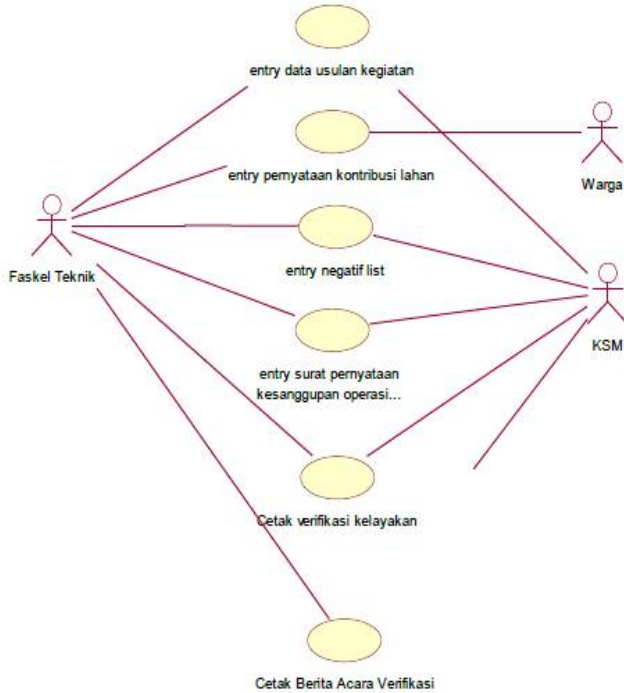 entry data usulan kegiatan
entry pernyataan kontribusi lahan
Warga
entry negatif list
Faskel Teknik
KSM
entry surat pernyataan
kesanggupan operasi...
Cetak verifikasi kelayakan
Cetak Berita Acara Verifikasi